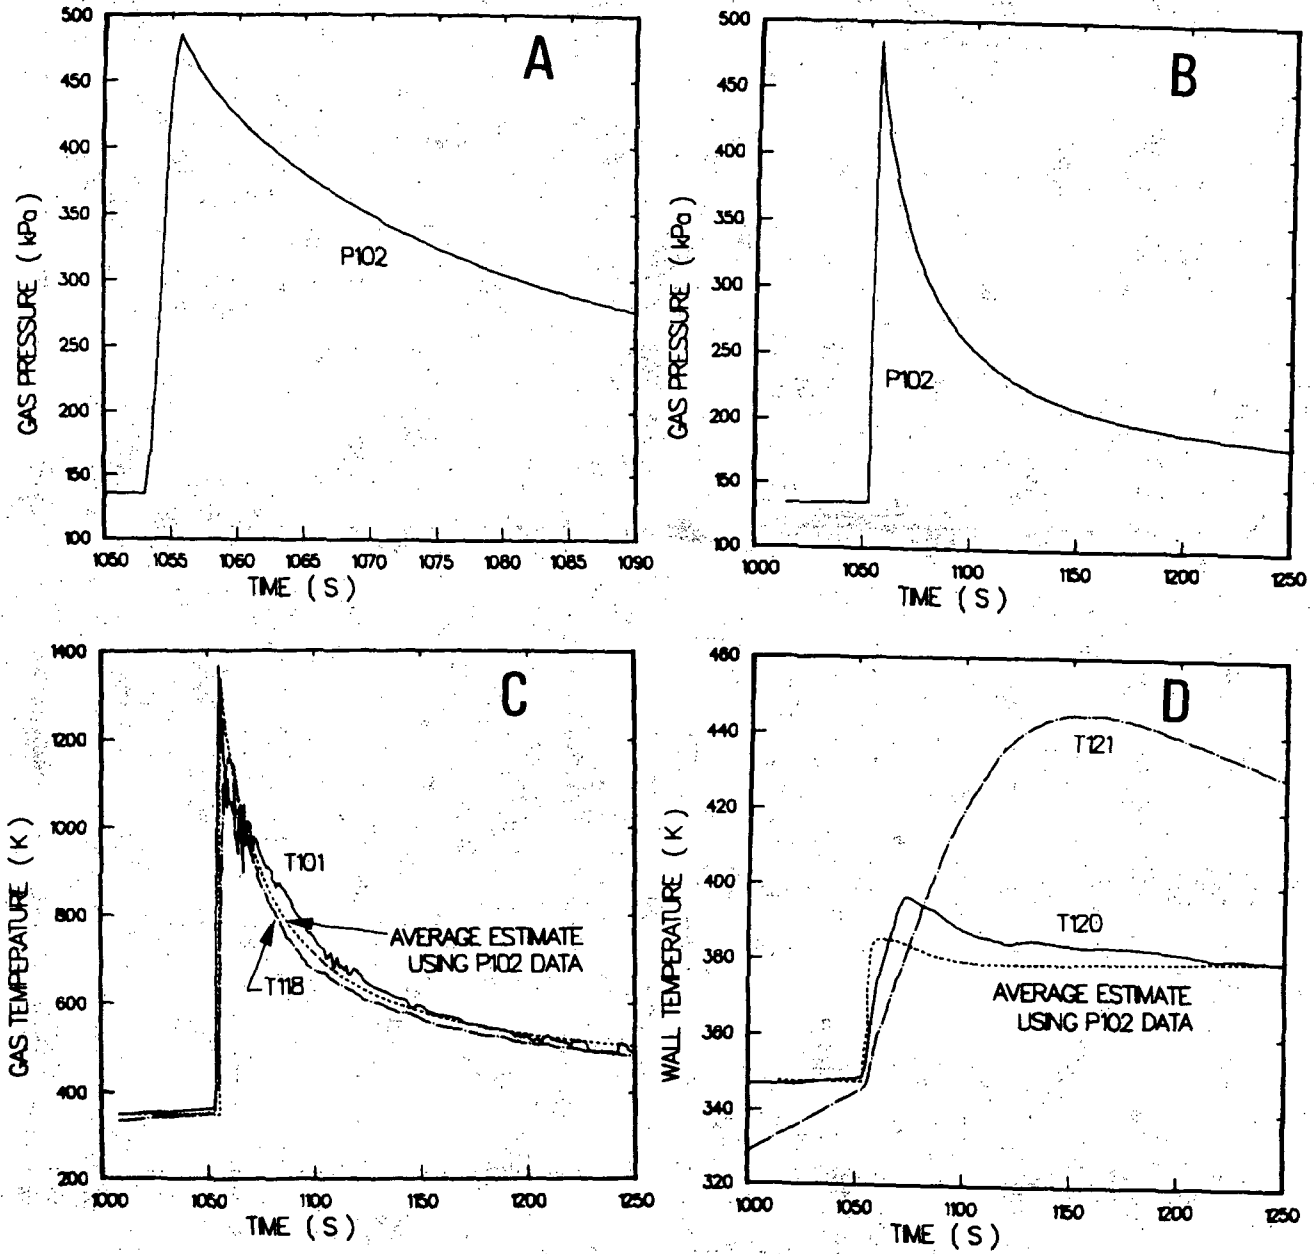 A
500
450
400
350
300
250
200
150
100
GAS PRESSURE (kPa)
P102
1050 1055 1060 1065 1070 1075 1080 1085 1090
TIME (S)
B
500
450
400
350
300
250
200
150
100
GAS PRESSURE (kPa)
P102
1000 1050 1100 1150 1200 1250
TIME (S)
C
1400
1200
1000
800
600
400
200
GAS TEMPERATURE (K)
T101
AVERAGE ESTIMATE
USING P102 DATA
T118
1000 1050 1100 1150 1200 1250
TIME (S)
D
460
440
420
400
380
360
340
320
WALL TEMPERATURE (K)
T121
T120
AVERAGE ESTIMATE
USING P102 DATA
1000 1050 1100 1150 1200 1250
TIME (S)